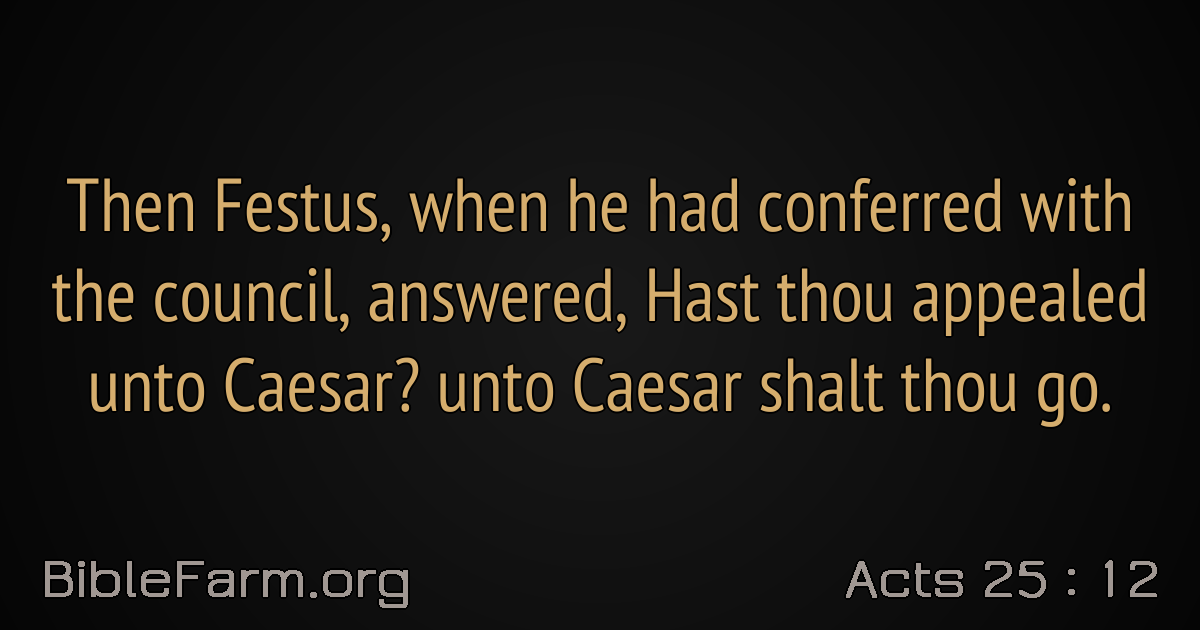 Then Festus, when he had conferred with
the council, answered, Hast thou appealed
unto Caesar? unto Caesar shalt thou go.
BibleFarm.org
Acts 25 : 12